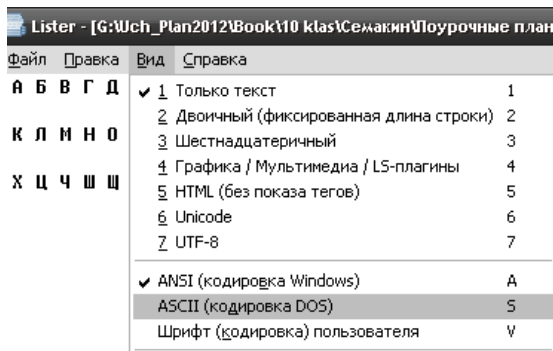 Lister - [G:\Uch_Plan2012\Book\10 klas\Семакин\Поурочные план
Файл Правка Вид Справка
А Б В Г Д
К Л М Н О
Х Ц Ч Ш Щ
✓ 1 Только текст 1
2 Двоичный (фиксированная длина строки) 2
3 Шестнадцатеричный 3
4 Графика / Мультимедиа / LS-плагины 4
5 HTML (без показа тегов) 5
6 Unicode 6
7 UTF-8 7
✓ ANSI (кодировка Windows) A
ASCII (кодировка DOS) S
Шрифт (кодировка) пользователя V